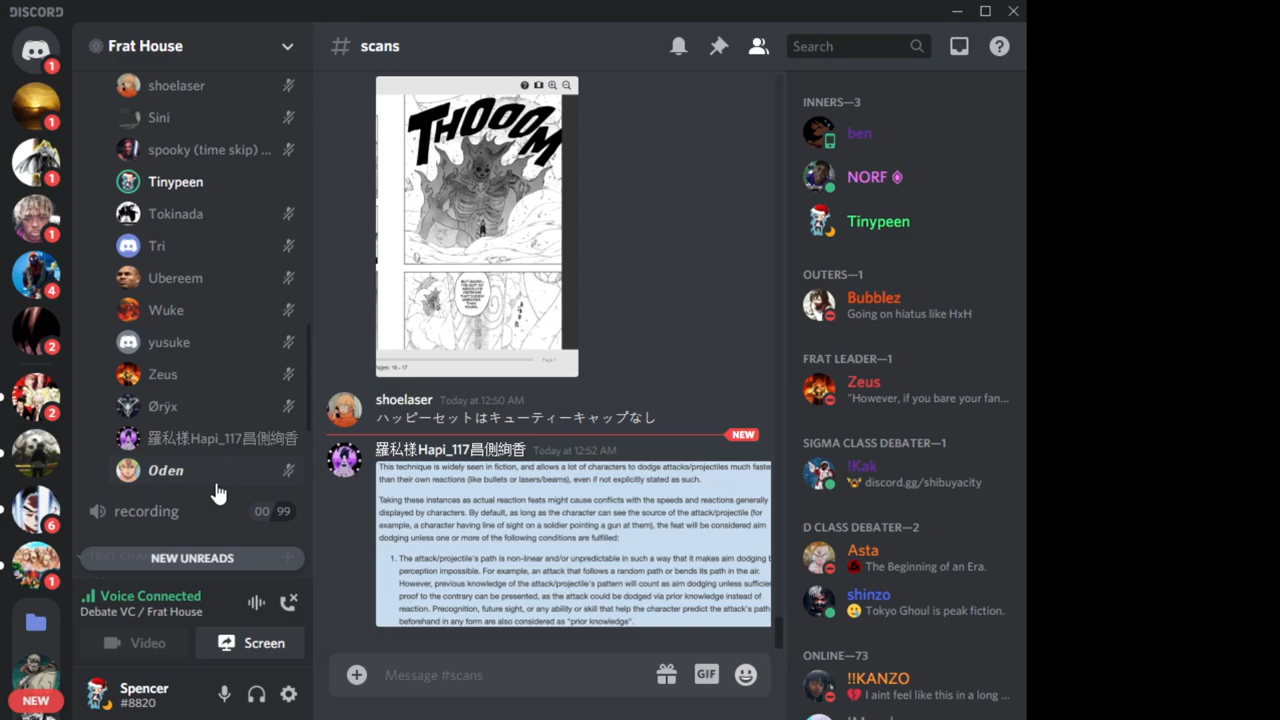 DISCORD
1
1
1
1
4
2
2
6
1
NEW
Frat House
shoelaser
Sini
spooky (time skip) ...
Tinypeen
Tokinada
Tri
Ubereem
Wuke
yusuke
Zeus
Ørÿx
羅私様Hapi_117昌側絢香
Oden
recording
00 99
NEW UNREADS
Voice Connected
Debate VC / Frat House
Video
Screen
Spencer
#8820
# scans
Search
THOOOM
Page 1
ages: 16 - 17
shoelaser Today at 12:50 AM
ハッピーセットはキューティーキャップなし
NEW
羅私様Hapi_117昌側絢香 Today at 12:52 AM
This technique is widely seen in fiction, and allows a lot of characters to dodge attacks/projectiles much faste
than their own reactions (like bullets or lasers/beams), even if not explicitly stated as such.
Taking these instances as actual reaction feats might cause conflicts with the speeds and reactions generally
displayed by characters. By default, as long as the character can see the source of the attack/projectile (for
example, a character having line of sight on a soldier pointing a gun at them), the feat will be considered aim
dodging unless one or more of the following conditions are fulfilled:
1. The attack/projectile's path is non-linear and/or unpredictable in such a way that it makes aim dodging t
perception impossible. For example, an attack that follows a random path or bends its path in the air.
However, previous knowledge of the attack/projectile's pattern will count as aim dodging unless sufficie
proof to the contrary can be presented, as the attack could be dodged via prior knowledge instead of
reaction. Precognition, future sight, or any ability or skill that help the character predict the attack's path
beforehand in any form are also considered as "prior knowledge".
Message #scans
GIF
INNERS—3
ben
NORF
Tinypeen
OUTERS—1
Bubblez
Going on hiatus like HxH
FRAT LEADER—1
Zeus
"However, if you bare your fan...
SIGMA CLASS DEBATER—1
!Kak
discord.gg/shibuyacity
D CLASS DEBATER—2
Asta
The Beginning of an Era.
shinzo
Tokyo Ghoul is peak fiction.
ONLINE—73
!!KANZO
I aint feel like this in a long ...